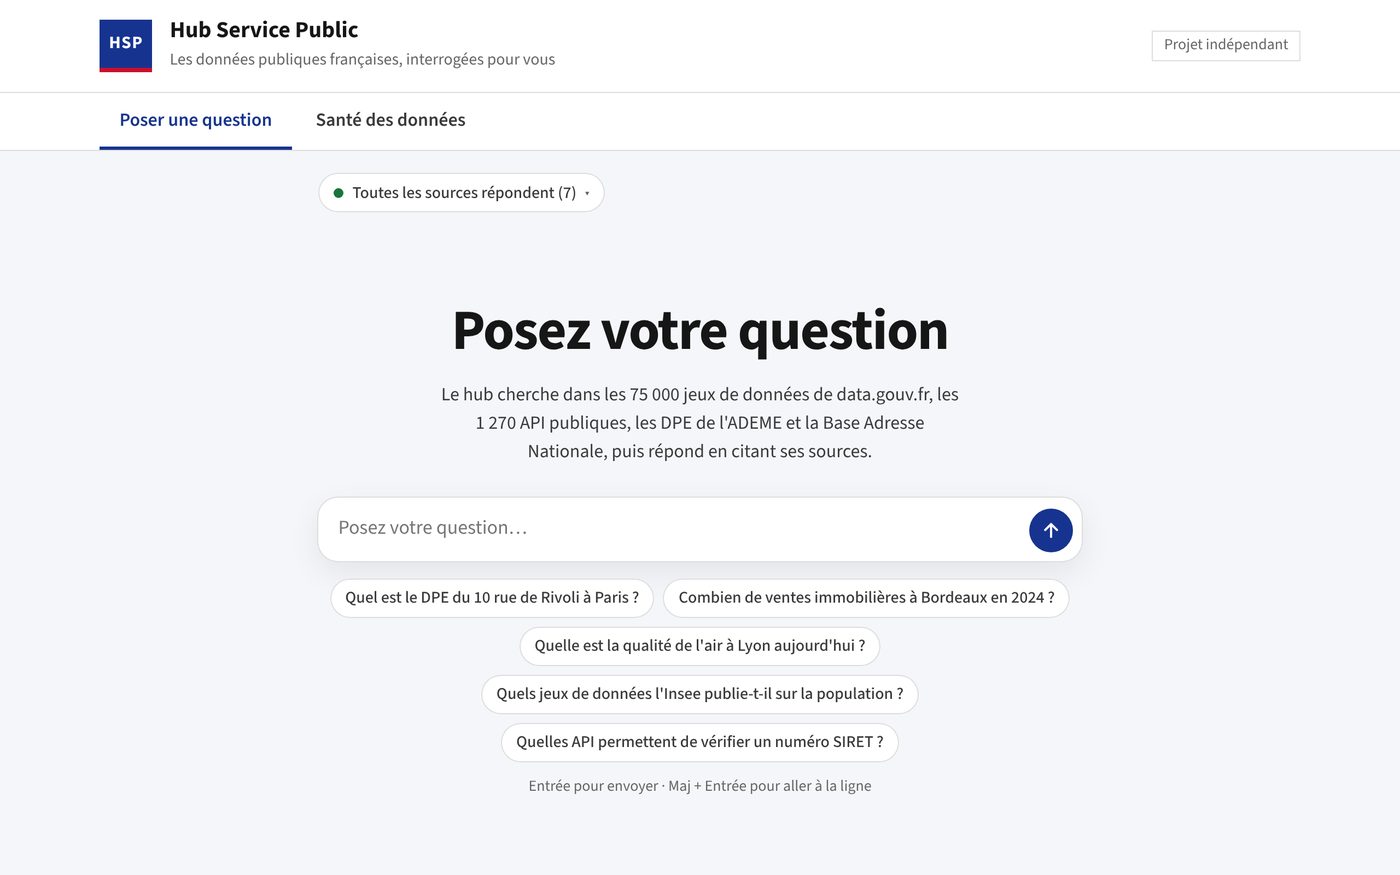 HSP
Hub Service Public
Les données publiques françaises, interrogées pour vous
Projet indépendant
Poser une question
Santé des données
Toutes les sources répondent (7)
Posez votre question
Le hub cherche dans les 75 000 jeux de données de data.gouv.fr, les
1 270 API publiques, les DPE de l'ADEME et la Base Adresse
Nationale, puis répond en citant ses sources.
Posez votre question…
Quel est le DPE du 10 rue de Rivoli à Paris ?
Combien de ventes immobilières à Bordeaux en 2024 ?
Quelle est la qualité de l'air à Lyon aujourd'hui ?
Quels jeux de données l'Insee publie-t-il sur la population ?
Quelles API permettent de vérifier un numéro SIRET ?
Entrée pour envoyer · Maj + Entrée pour aller à la ligne